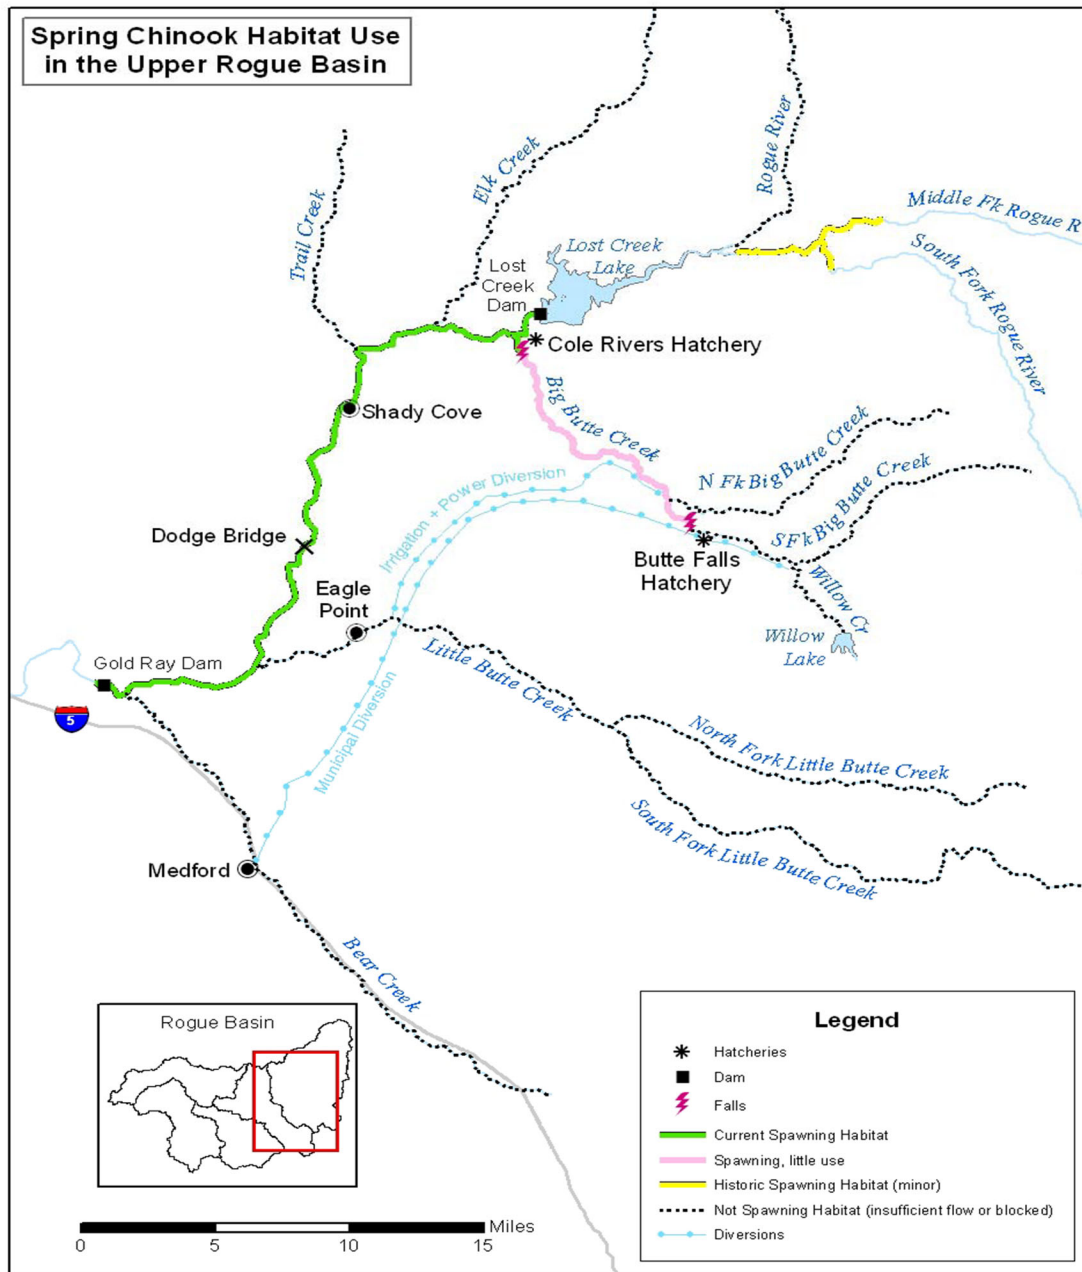 Spring Chinook Habitat Use
in the Upper Rogue Basin
Trail Creek
Elk Creek
Rogue River
Middle Fk Rogue R
South Fork Rogue River
Lost Creek
Lake
Lost
Creek
Dam
Cole Rivers Hatchery
Shady Cove
Big Butte Creek
N Fk Big Butte Creek
S Fk Big Butte Creek
Irrigation + Power Diversion
Dodge Bridge
Butte Falls
Hatchery
Willow Cr
Eagle
Point
Willow
Lake
Little Butte Creek
Gold Ray Dam
5
Municipal Diversion
North Fork Little Butte Creek
South Fork Little Butte Creek
Medford
Bear Creek
Rogue Basin
Legend
Hatcheries
Dam
Falls
Current Spawning Habitat
Spawning, little use
Historic Spawning Habitat (minor)
Not Spawning Habitat (insufficient flow or blocked)
Diversions
Miles
0 5 10 15